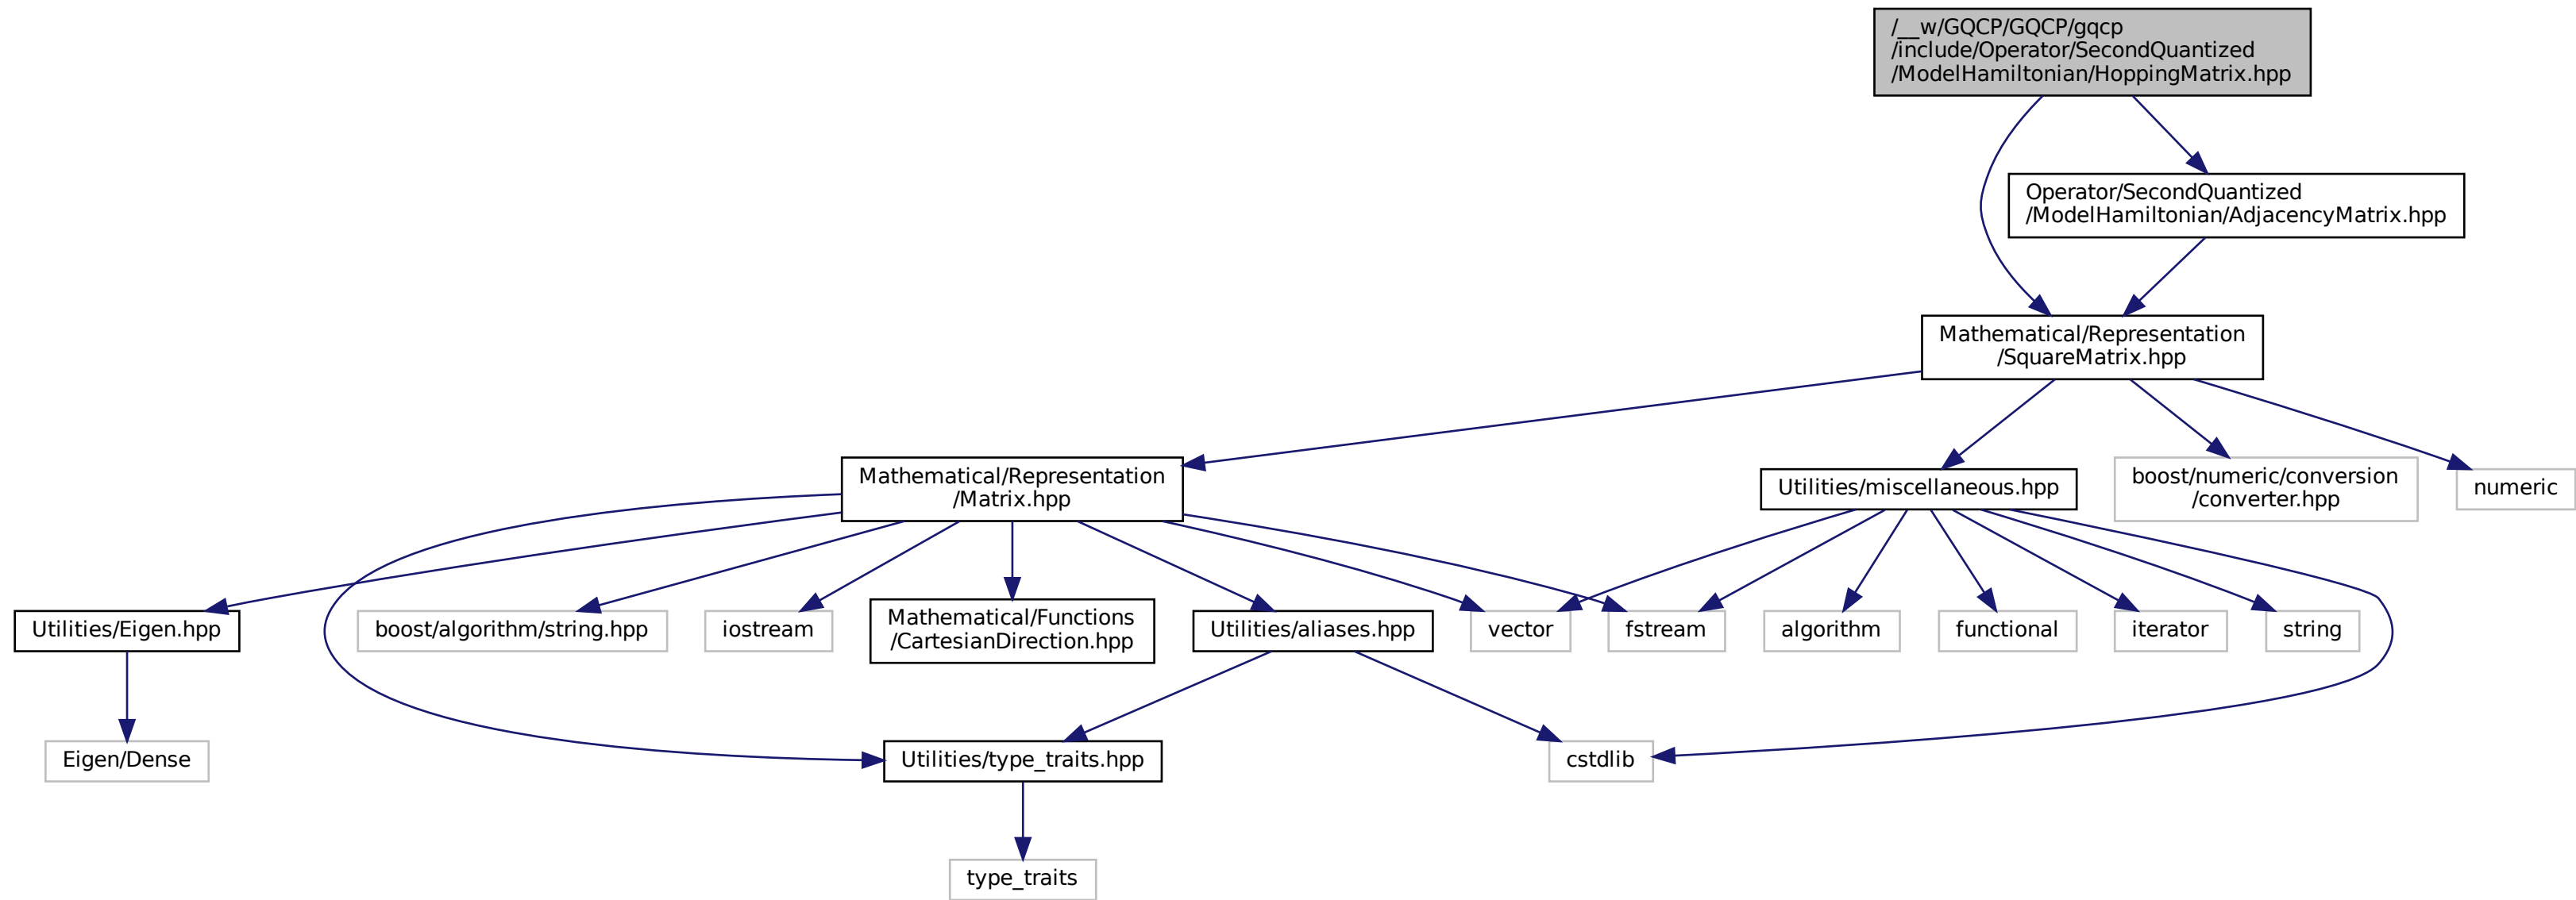 /__w/GQCP/GQCP/gqcp
/include/Operator/SecondQuantized
/ModelHamiltonian/HoppingMatrix.hpp
Operator/SecondQuantized
/ModelHamiltonian/AdjacencyMatrix.hpp
Mathematical/Representation
/SquareMatrix.hpp
Mathematical/Representation
/Matrix.hpp
Utilities/miscellaneous.hpp
boost/numeric/conversion
/converter.hpp
numeric
Utilities/Eigen.hpp
boost/algorithm/string.hpp
iostream
Mathematical/Functions
/CartesianDirection.hpp
Utilities/aliases.hpp
vector
fstream
algorithm
functional
iterator
string
Eigen/Dense
Utilities/type_traits.hpp
cstdlib
type_traits